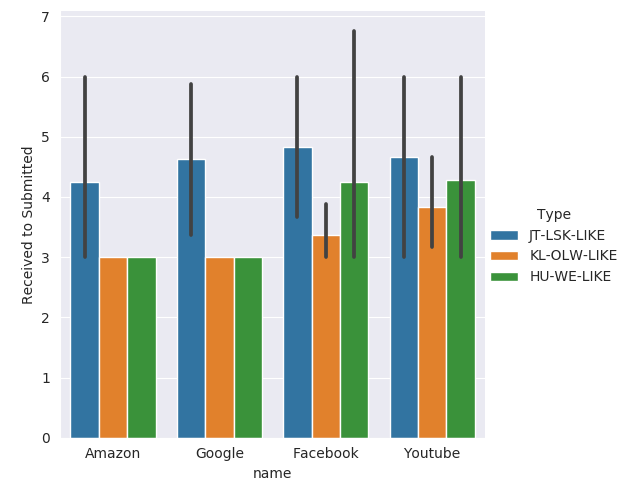 7
6
5
4
3
2
1
0
Received to Submitted
Amazon
Google
Facebook
Youtube
name
Type
JT-LSK-LIKE
KL-OLW-LIKE
HU-WE-LIKE